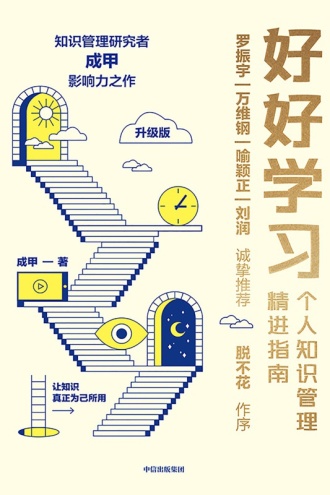 好好学习
个人知识管理
精进指南
罗振宇|万维钢|喻颖正|刘润 诚挚推荐
脱不花 作序
知识管理研究者
成甲
影响力之作
升级版
成甲 一 著
让知识
真正为己所用
中信出版集团